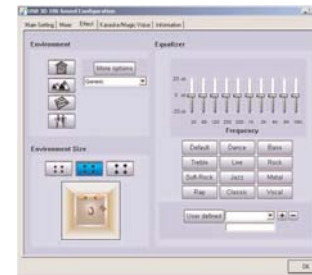 USB 3D 10K Sound Configuration
Main Setting Mixer Effect Karaoke/Magic Voice Information
Environment
More options
Generic
Environment Size
Equalizer
Frequency
Default Dance Bass
Treble Live Rock
Soft Rock Jazz Metal
Rap Classic Vocal
User defined
OK